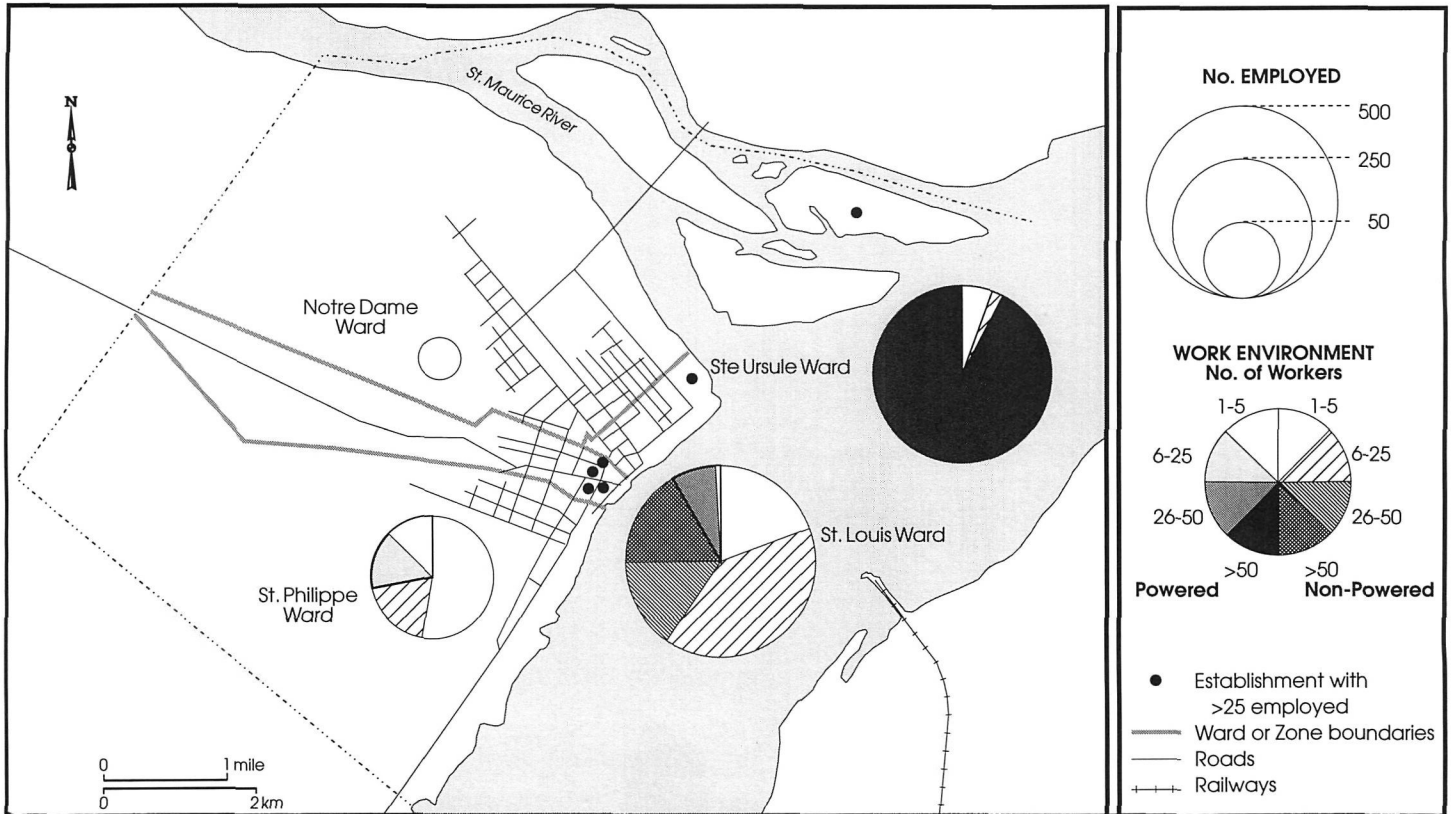 N
St. Maurice River
Notre Dame
Ward
Ste Ursule Ward
St. Louis Ward
St. Philippe
Ward
0 1 mile
0 2 km
No. EMPLOYED
500
250
50
WORK ENVIRONMENT
No. of Workers
1-5 1-5
6-25 6-25
26-50 26-50
>50 >50
Powered Non-Powered
Establishment with
>25 employed
Ward or Zone boundaries
Roads
Railways